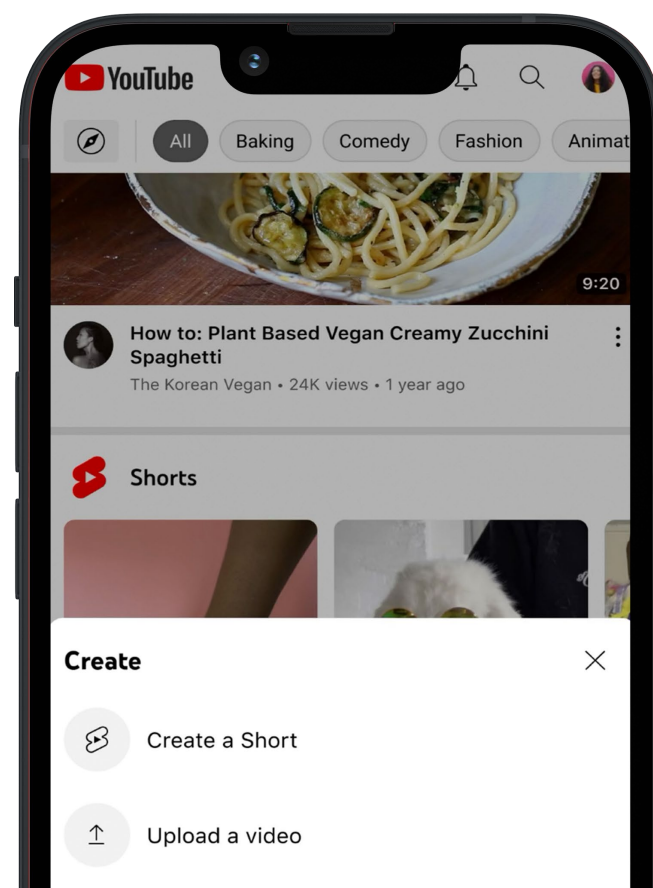 YouTube
All
Baking
Comedy
Fashion
Animat
9:20
How to: Plant Based Vegan Creamy Zucchini
Spaghetti
The Korean Vegan • 24K views • 1 year ago
Shorts
Create
Create a Short
Upload a video